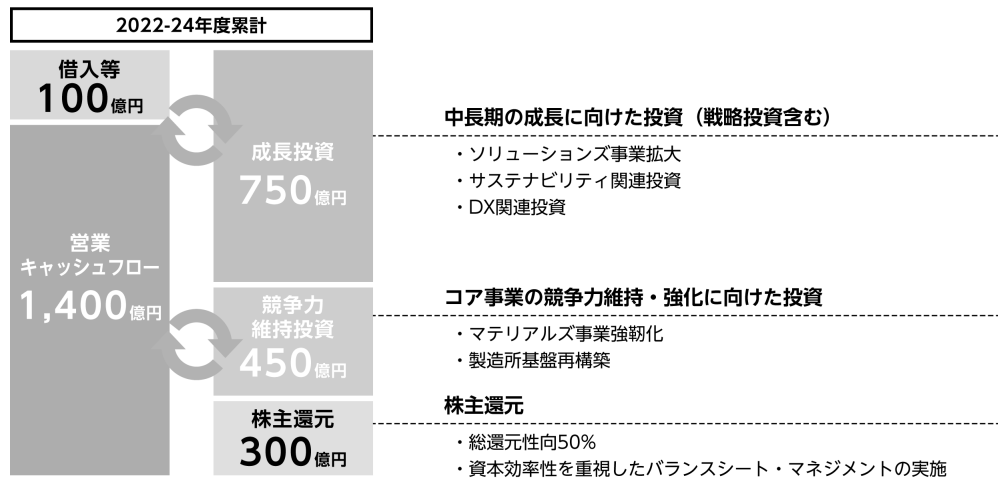 2022-24年度累計
借入等
100億円
営業
キャッシュフロー
1,400億円
成長投資
750億円
競争力
維持投資
450億円
株主還元
300億円
中長期の成長に向けた投資（戦略投資含む）
・ソリューションズ事業拡大
・サステナビリティ関連投資
・DX関連投資
コア事業の競争力維持・強化に向けた投資
・マテリアルズ事業強靭化
・製造所基盤再構築
株主還元
・総還元性向50%
・資本効率性を重視したバランスシート・マネジメントの実施